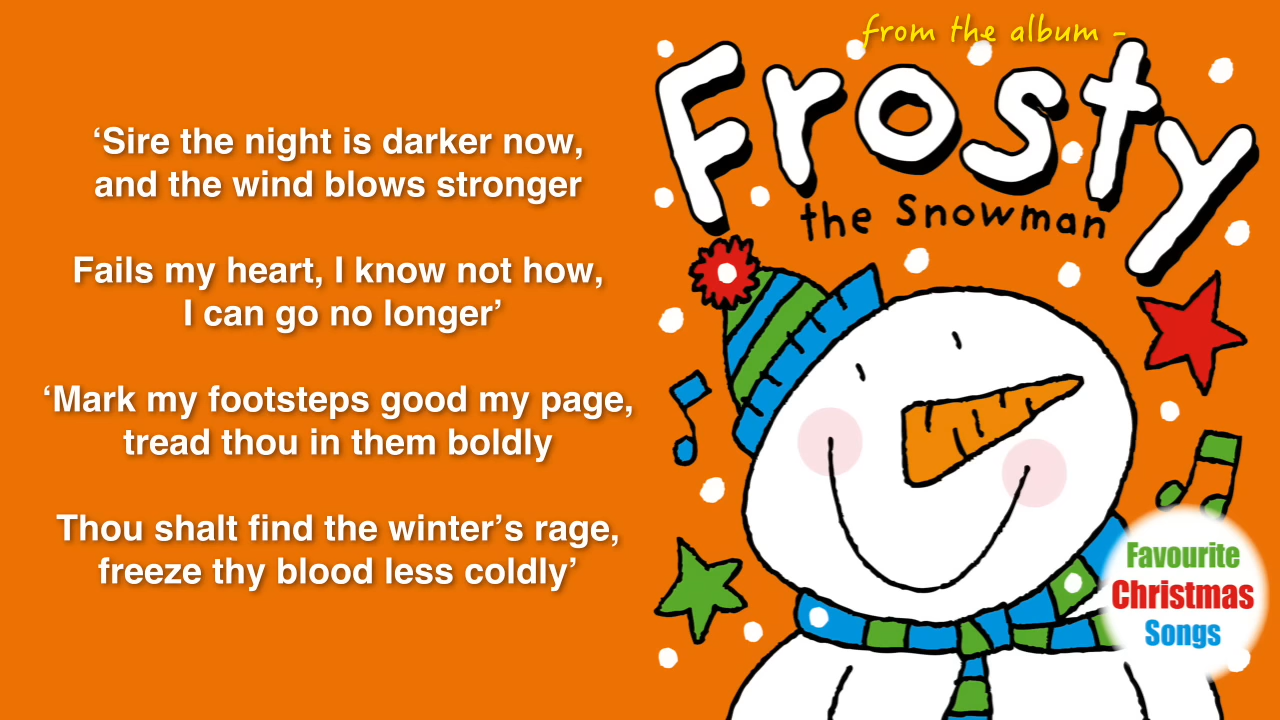 ‘Sire the night is darker now,
and the wind blows stronger
Fails my heart, I know not how,
I can go no longer’
‘Mark my footsteps good my page,
tread thou in them boldly
Thou shalt find the winter’s rage,
freeze thy blood less coldly’
from the album -
Frosty
the Snowman
Favourite
Christmas
Songs